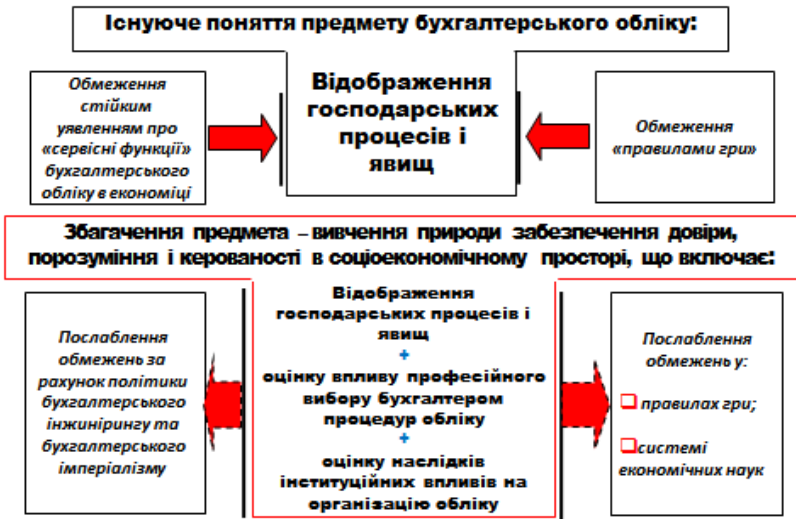 Існуюче поняття предмету бухгалтерського обліку:
Обмеження
стійким
уявленням про
«сервісні функції»
бухгалтерського
обліку в економіці
Відображення
господарських
процесів і
явищ
Обмеження
«правилами гри»
Збагачення предмета – вивчення природи забезпечення довіри,
порозуміння і керованості в соціоекономічному просторі, що включає:
Послаблення
обмежень за
рахунок політики
бухгалтерського
інжинірингу та
бухгалтерського
імперіалізму
Відображення
господарських процесів і
явищ
+
оцінку впливу професійного
вибору бухгалтером
процедур обліку
+
оцінку наслідків
інституційних впливів на
організацію обліку
Послаблення
обмежень у:
правилах гри;
системі
економічних наук